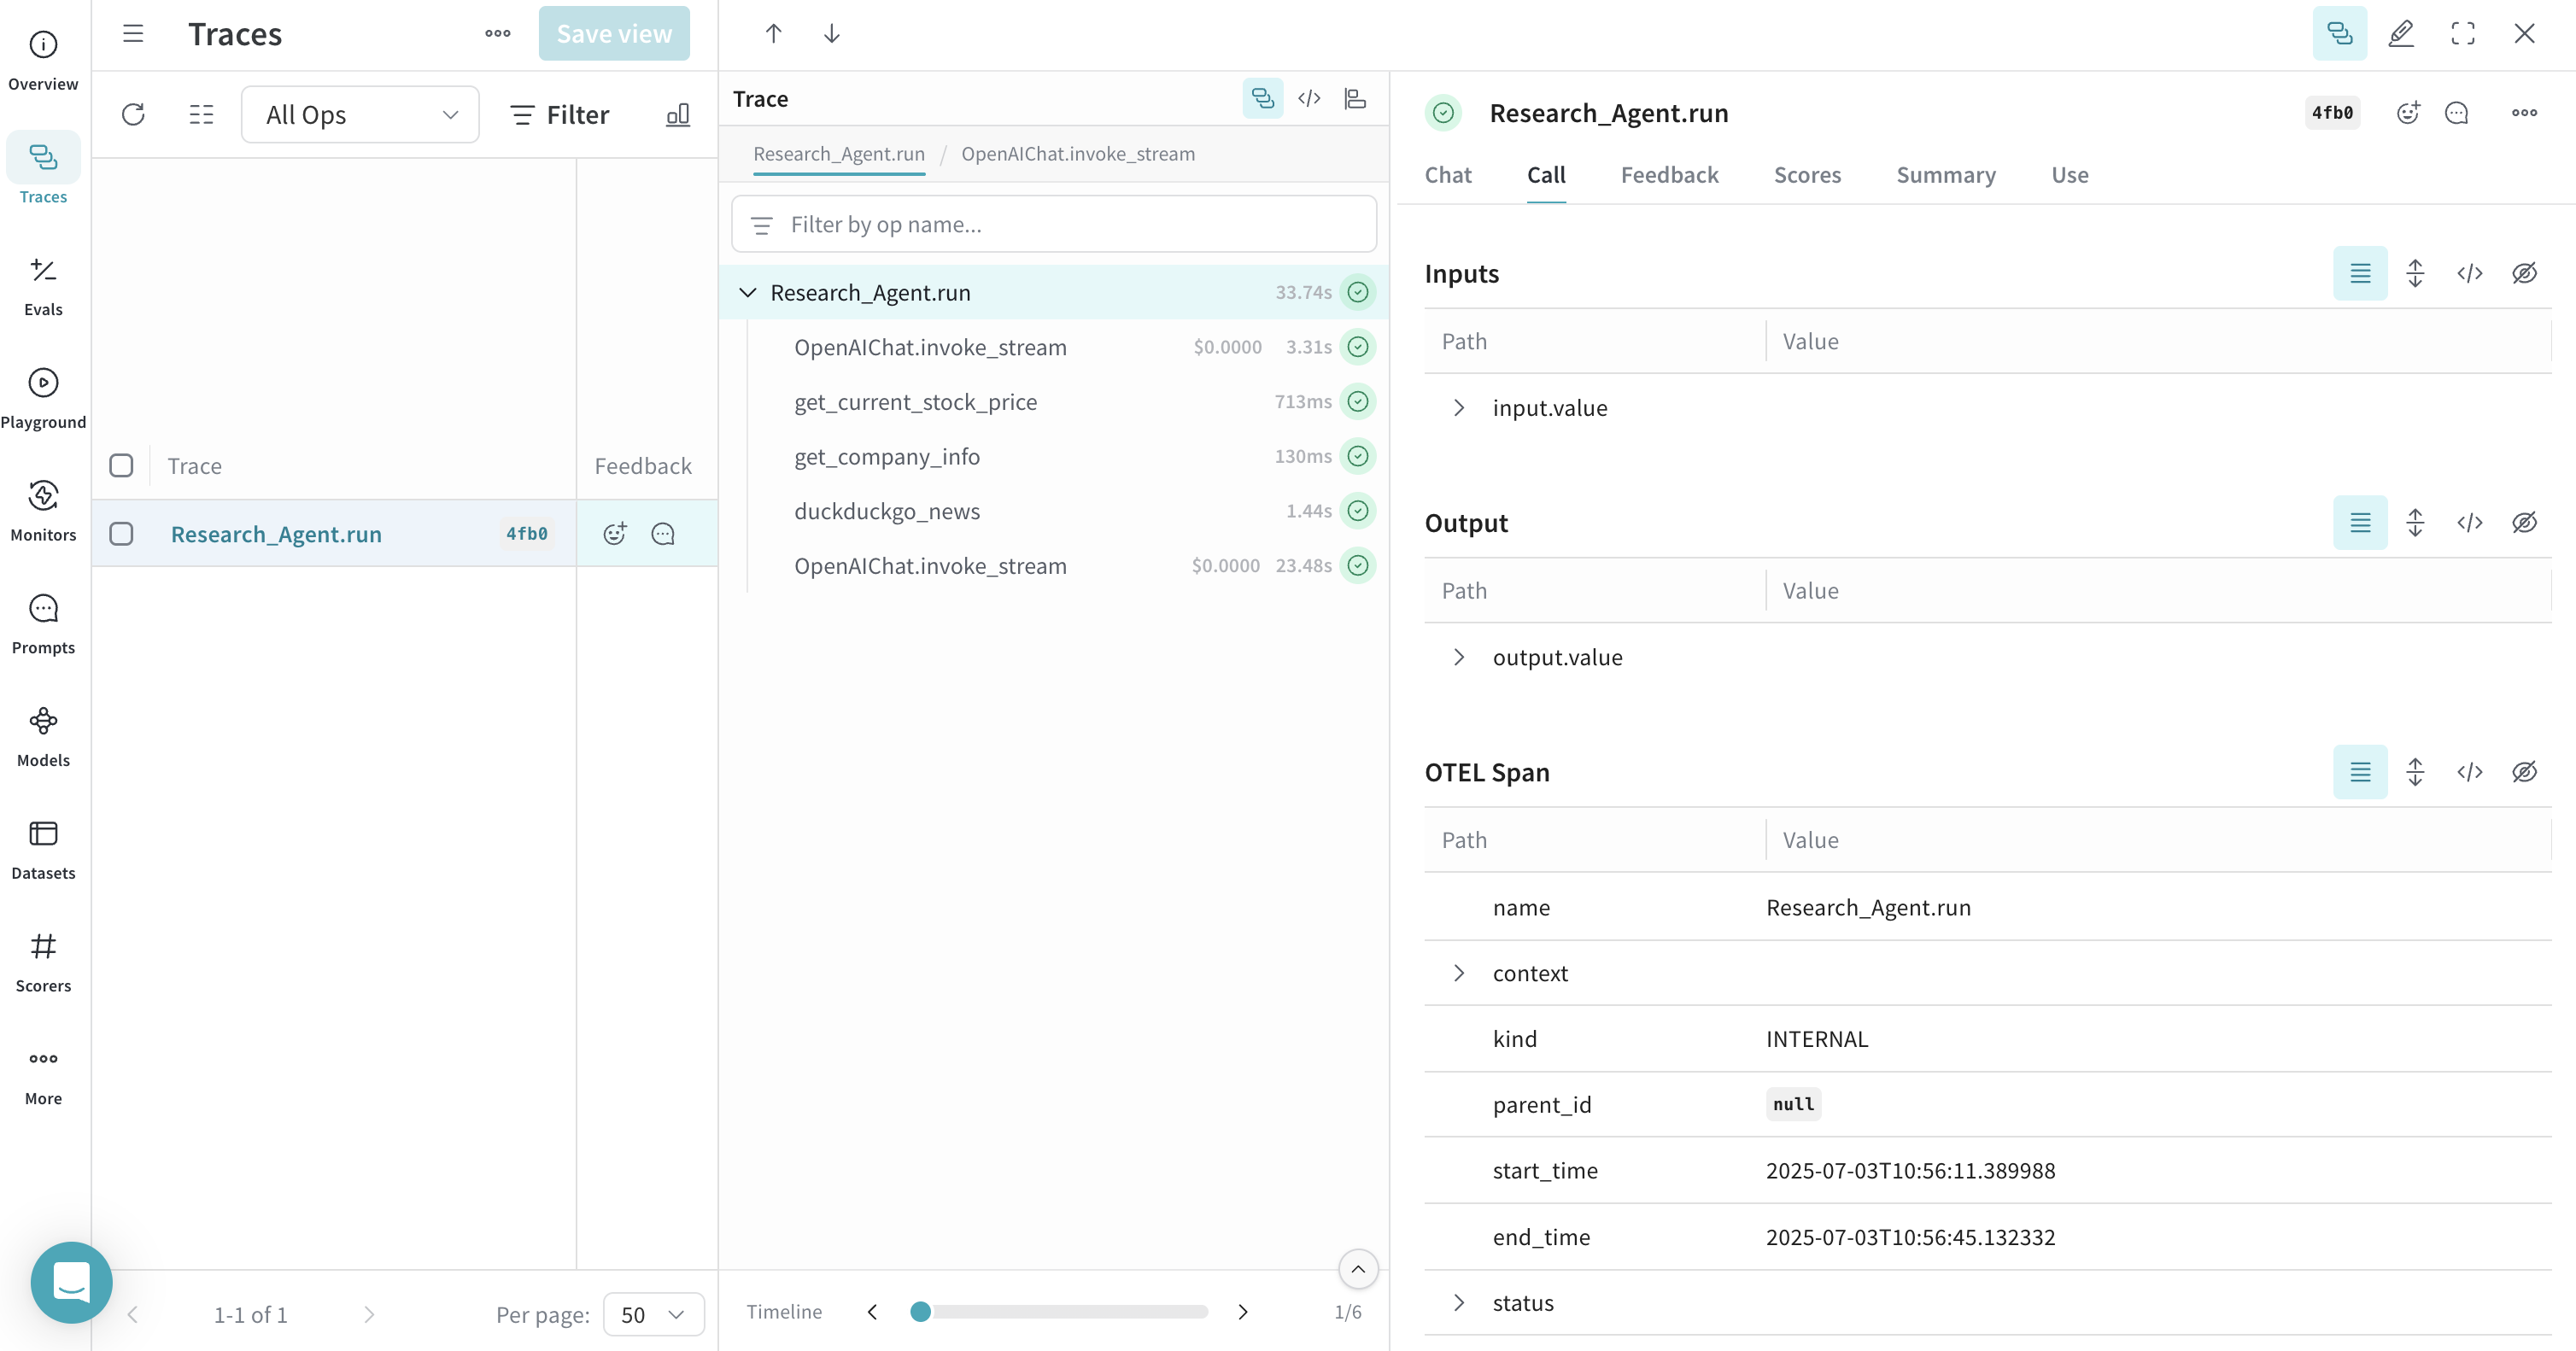 Overview
Traces
Evals
Playground
Monitors
Prompts
Models
Datasets
Scorers
More
Traces
Save view
All Ops
Filter
Trace
Feedback
Research_Agent.run
4fb0
1-1 of 1
Per page:
50
Trace
Research_Agent.run / OpenAIChat.invoke_stream
Filter by op name...
Research_Agent.run 33.74s
OpenAIChat.invoke_stream $0.0000 3.31s
get_current_stock_price 713ms
get_company_info 130ms
duckduckgo_news 1.44s
OpenAIChat.invoke_stream $0.0000 23.48s
Timeline
1/6
Research_Agent.run
4fb0
Chat
Call
Feedback
Scores
Summary
Use
Inputs
Path Value
input.value
Output
Path Value
output.value
OTEL Span
Path Value
name Research_Agent.run
context
kind INTERNAL
parent_id null
start_time 2025-07-03T10:56:11.389988
end_time 2025-07-03T10:56:45.132332
status